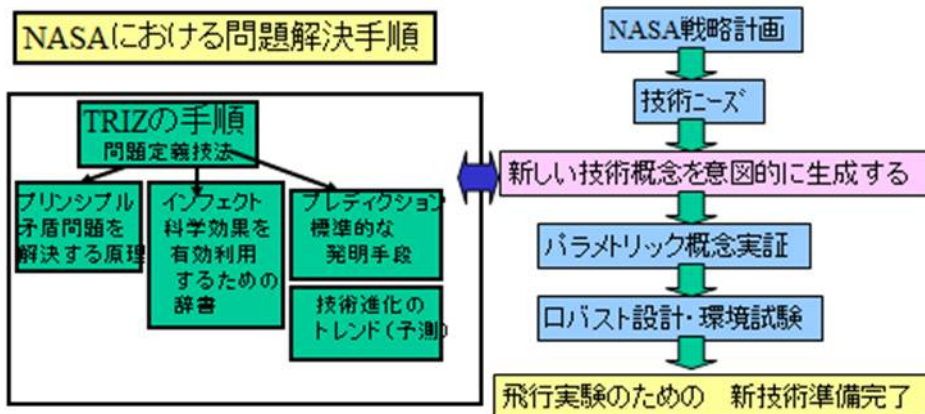 NASAにおける問題解決手順
TRIZの手順
問題定義技法
プリンシプル
矛盾問題を
解決する原理
インフェクト
科学効果を
有効利用
するための
辞書
プレディクション
標準的な
発明手段
技術進化の
トレンド(予測)
NASA戦略計画
技術ニーズ
新しい技術概念を意図的に生成する
パラメトリック概念実証
ロバスト設計・環境試験
飛行実験のための　新技術準備完了